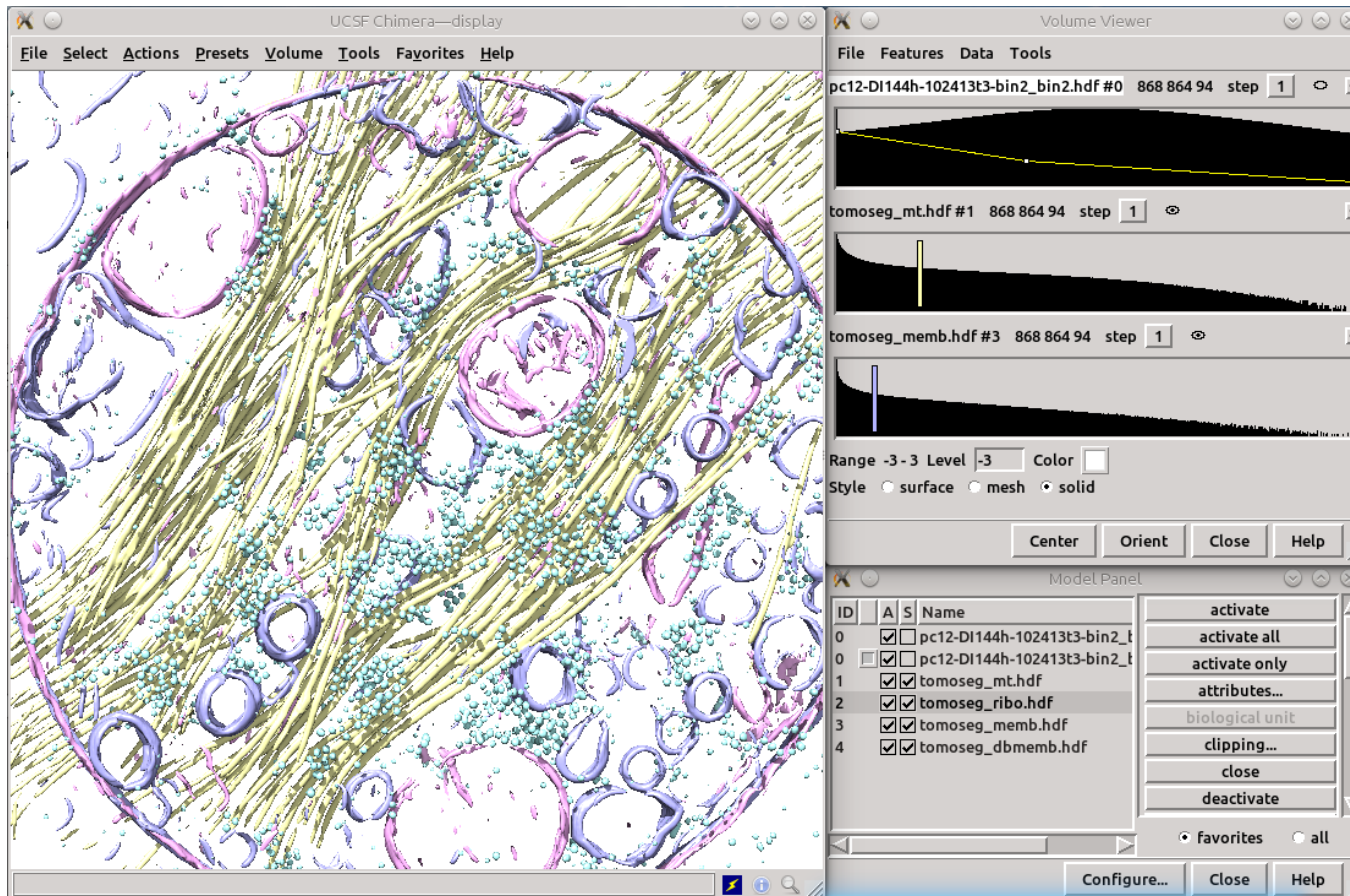 UCSF Chimera—display
File Select Actions Presets Volume Tools Favorites Help
Volume Viewer
File Features Data Tools
pc12-DI144h-102413t3-bin2_bin2.hdf #0 868 864 94 step 1
tomoseg_mt.hdf #1 868 864 94 step 1
tomoseg_memb.hdf #3 868 864 94 step 1
Range -3 - 3 Level -3 Color
Style surface mesh solid
Center Orient Close Help
Model Panel
ID A S Name
0 pc12-DI144h-102413t3-bin2_b
0 pc12-DI144h-102413t3-bin2_b
1 tomoseg_mt.hdf
2 tomoseg_ribo.hdf
3 tomoseg_memb.hdf
4 tomoseg_dbmemb.hdf
activate
activate all
activate only
attributes...
biological unit
clipping...
close
deactivate
favorites all
Configure... Close Help